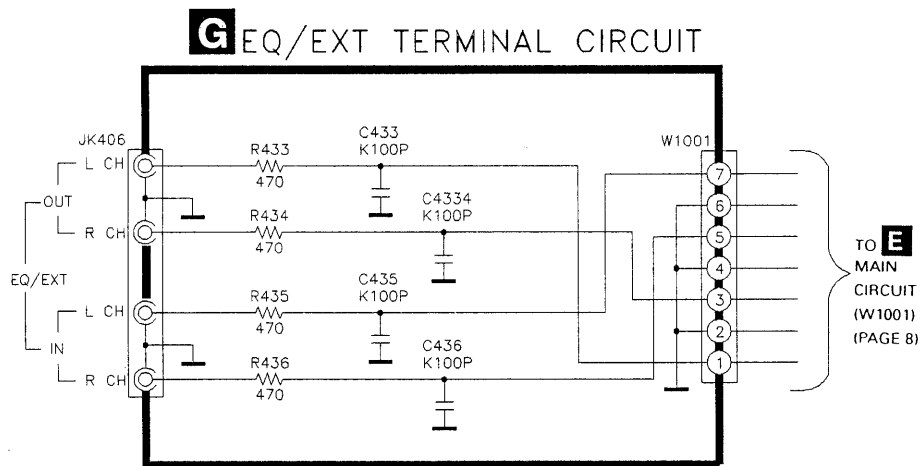 G EQ/EXT TERMINAL CIRCUIT
JK406
L CH
OUT
R CH
EQ/EXT
L CH
IN
R CH
R433
470
C433
K100P
R434
470
C4334
K100P
R435
470
C435
K100P
R436
470
C436
K100P
W1001
7
6
5
4
3
2
1
TO E
MAIN
CIRCUIT
(W1001)
(PAGE 8)